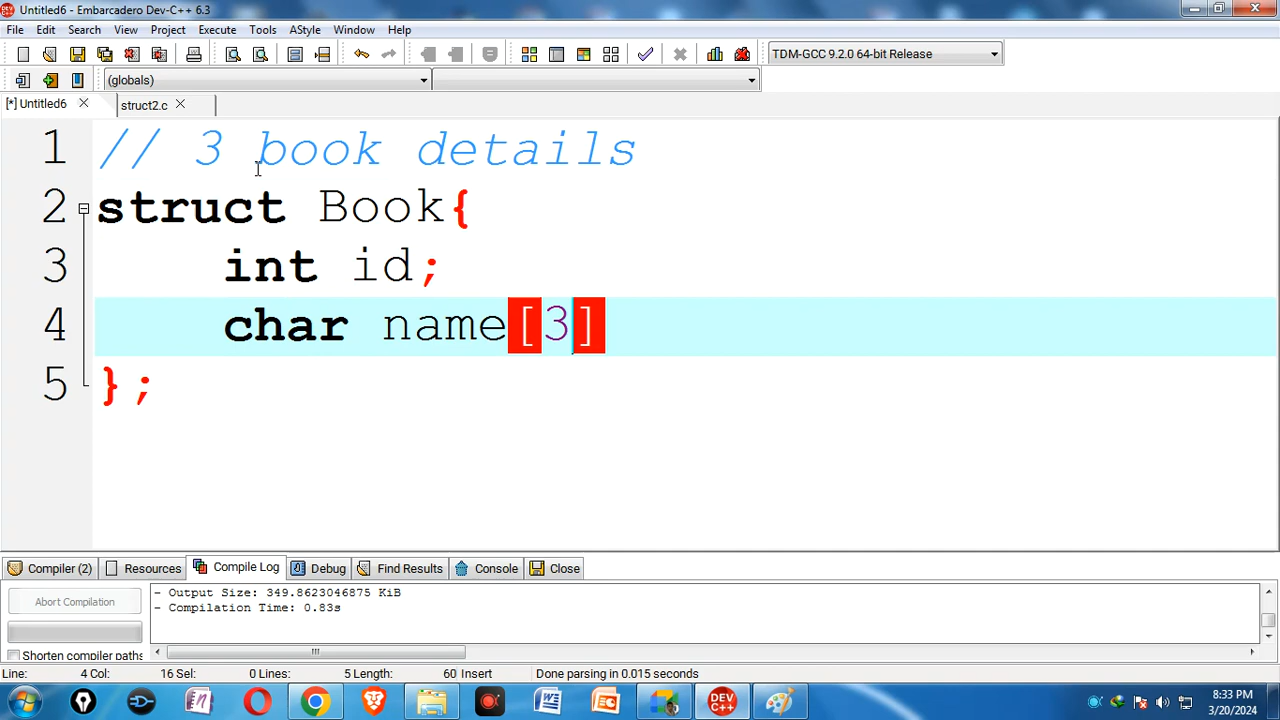 Untitled6 - Embarcadero Dev-C++ 6.3
File Edit Search View Project Execute Tools AStyle Window Help
TDM-GCC 9.2.0 64-bit Release
(globals)
[*] Untitled6 struct2.c
1 // 3 book details
2 struct Book{
3 int id;
4 char name[3]
5 };
Compiler (2) Resources Compile Log Debug Find Results Console Close
Abort Compilation
- Output Size: 349.8623046875 KiB
- Compilation Time: 0.83s
Shorten compiler paths
Line: 4 Col: 16 Sel: 0 Lines: 5 Length: 60 Insert Done parsing in 0.015 seconds
DEV C++
8:33 PM
3/20/2024